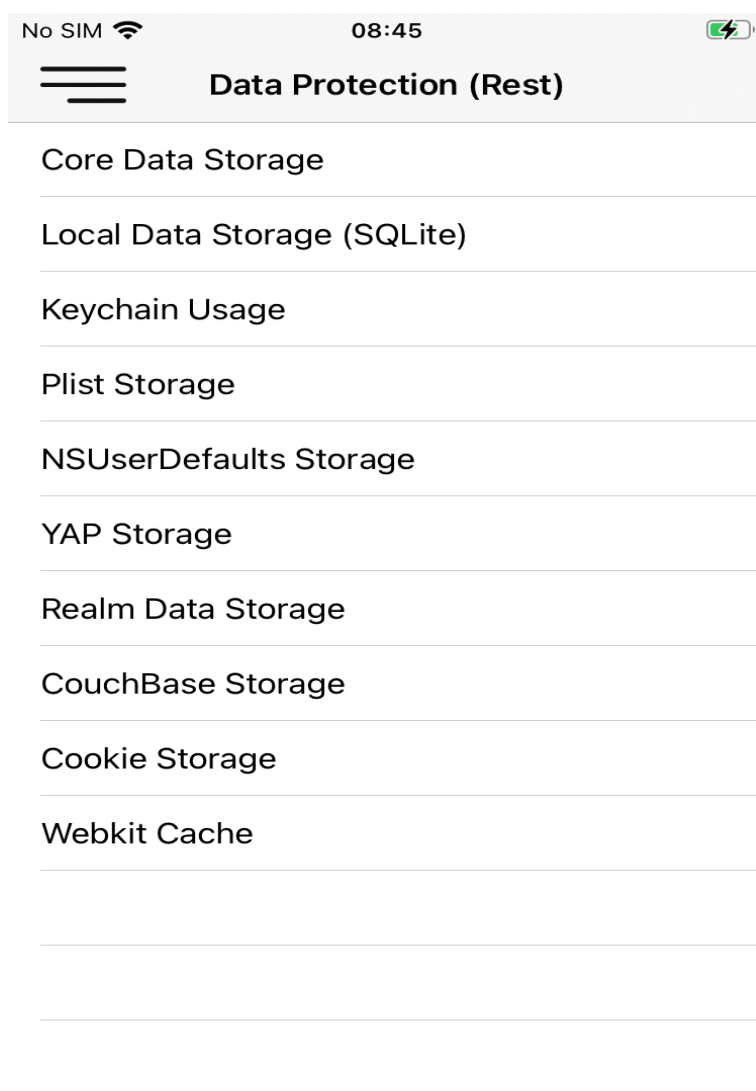 No SIM 08:45
Data Protection (Rest)
Core Data Storage
Local Data Storage (SQLite)
Keychain Usage
Plist Storage
NSUserDefaults Storage
YAP Storage
Realm Data Storage
CouchBase Storage
Cookie Storage
Webkit Cache